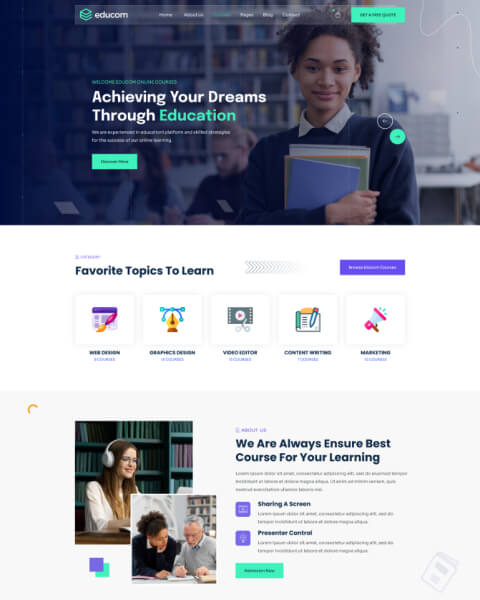 educom
Home About us Courses Pages Blog Contact
GET A FREE QUOTE
WELCOME EDUCOM ONLINE COURSES
Achieving Your Dreams
Through Education
We are experienced in educationl platform and skilled strategies
for the success of our online learning.
Discover More
CATEGORY
Favorite Topics To Learn
Browse Educom Courses
WEB DESIGN
GRAPHICS DESIGN
VIDEO EDITOR
CONTENT WRITING
MARKETING
8 COURSES
10 COURSES
7 COURSES
10 COURSES
ABOUT US
We Are Always Ensure Best
Course For Your Learning
Lorem ipsum dolor sit amet, consectetur adipiscing elit, sed do eiusmod tempor
incididunt ut labore et dolore magna aliqua. Ut enim ad minim veniam, quis
nostrud exercitation ullamco laboris nisi.
Sharing A Screen
Lorem ipsum dolor sit amet, consectetur adipiscing elit, sed do
tempor incididunt ut labore et dolore magna aliqua.
Presenter Control
Lorem ipsum dolor sit amet, consectetur adipiscing elit, sed do
tempor incididunt ut labore et dolore magna aliqua.
Admission Now